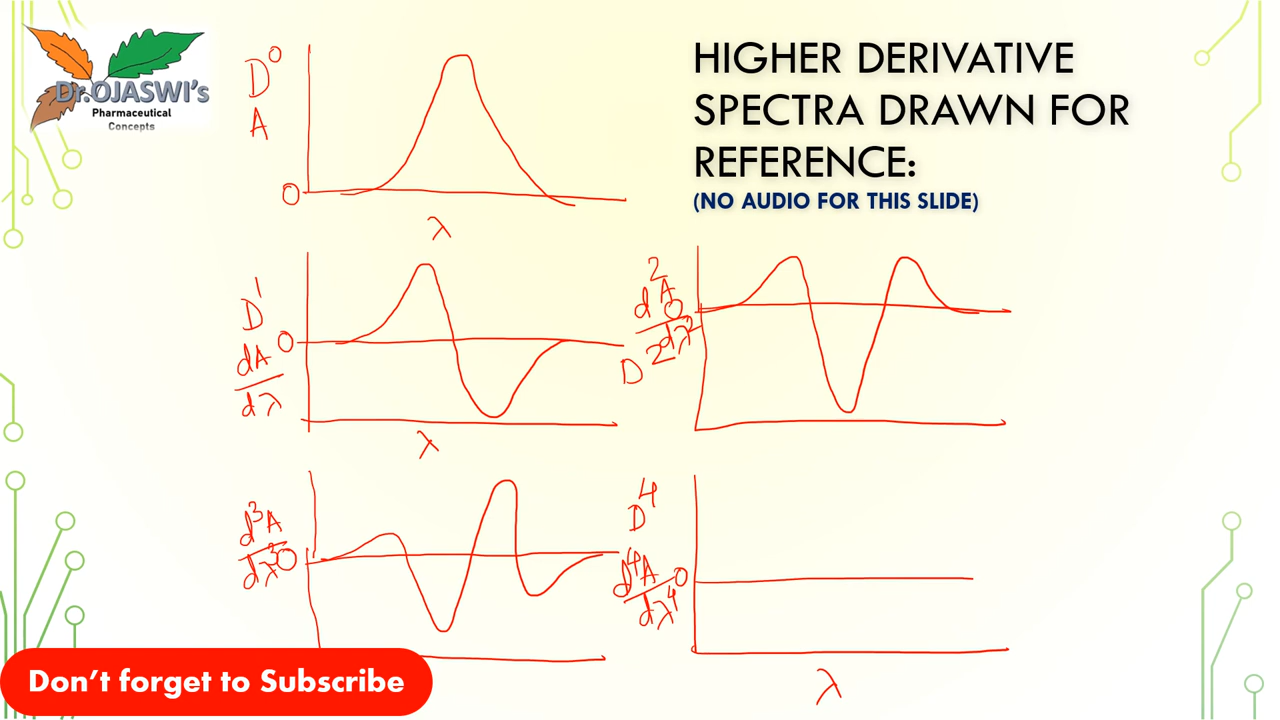 Dr.OJASWI's
Pharmaceutical
Concepts
HIGHER DERIVATIVE
SPECTRA DRAWN FOR
REFERENCE:
(NO AUDIO FOR THIS SLIDE)
D⁰
A
0
λ
D¹
0
dA
dλ
λ
d²A
0
dλ²
D²
d³A
dλ³
0
D⁴
d⁴A
0
dλ⁴
λ
Don't forget to Subscribe